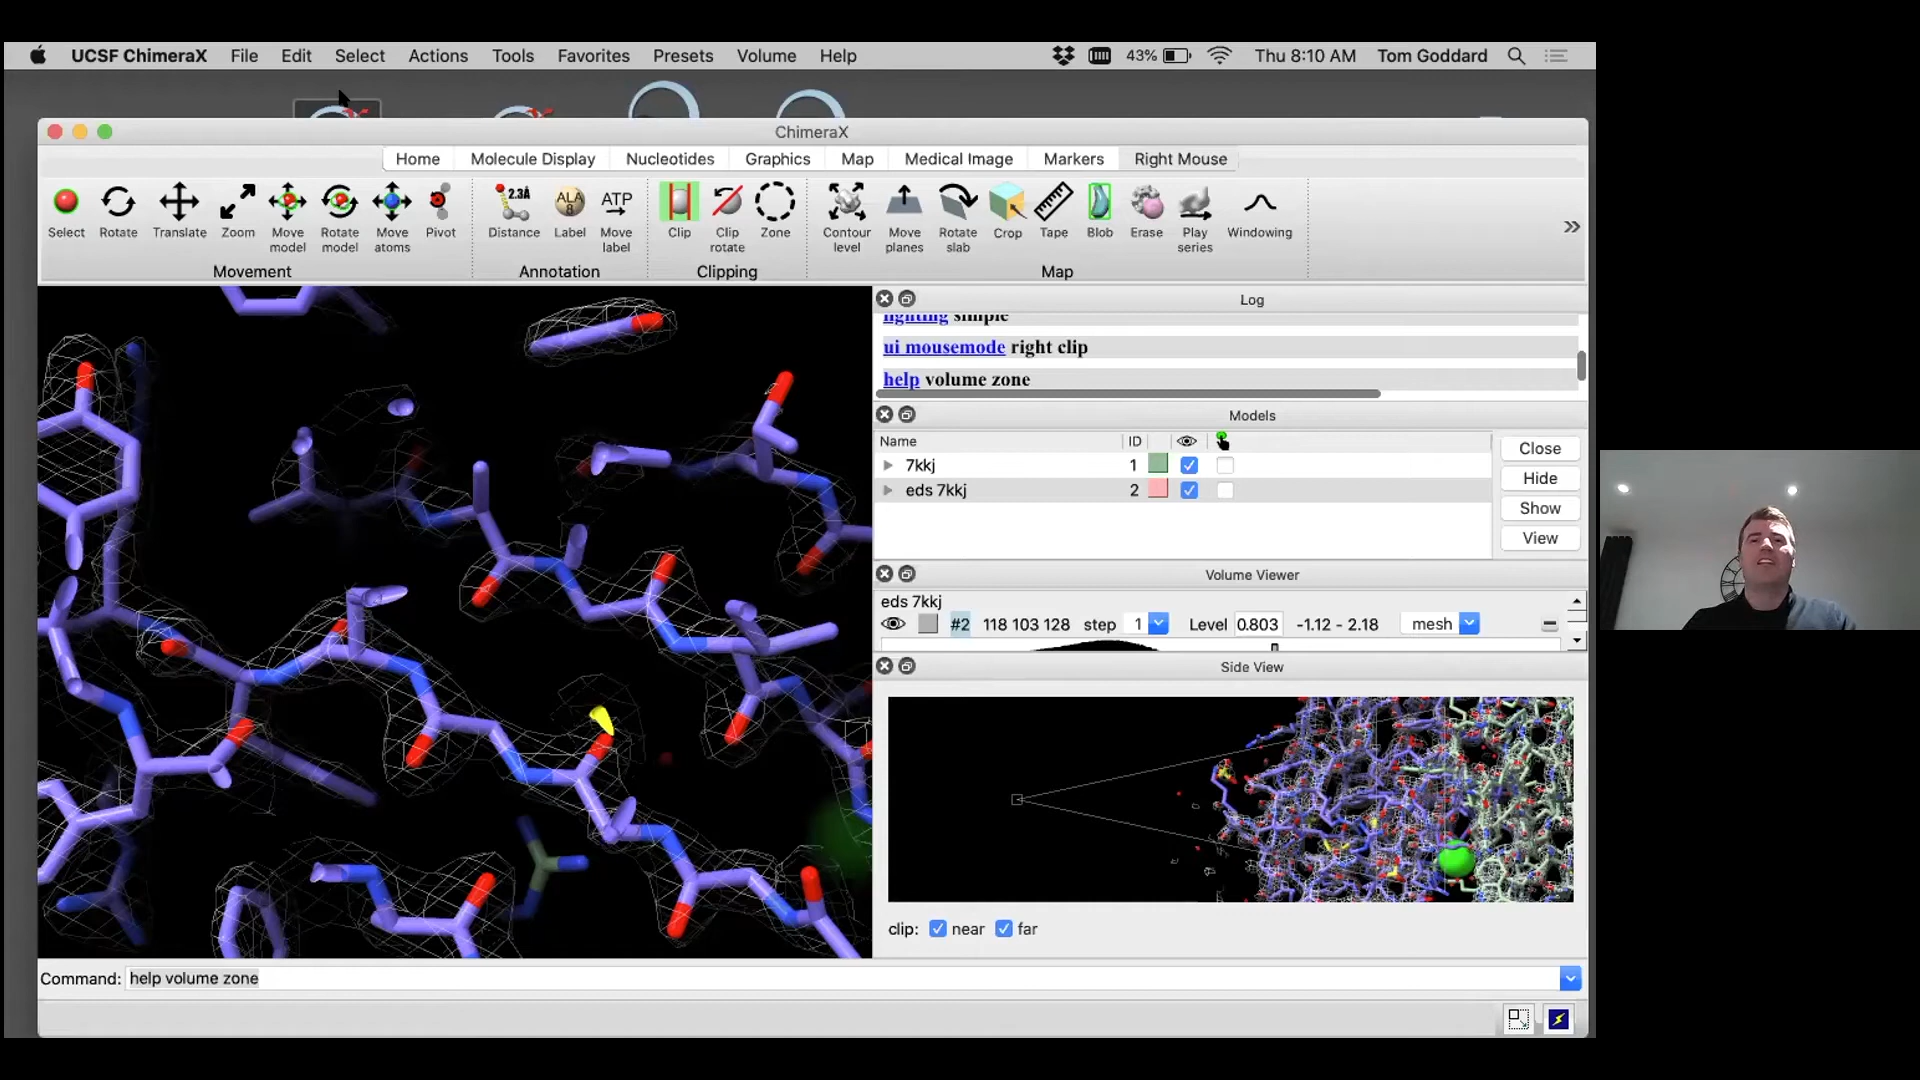 UCSF ChimeraX File Edit Select Actions Tools Favorites Presets Volume Help 43% Thu 8:10 AM Tom Goddard
ChimeraX
Home Molecule Display Nucleotides Graphics Map Medical Image Markers Right Mouse
2.3Å ALA 8 ATP
Select Rotate Translate Zoom Move model Rotate model Move atoms Pivot Distance Label Move label Clip Clip rotate Zone Contour level Move planes Rotate slab Crop Tape Blob Erase Play series Windowing »
Movement Annotation Clipping Map
Log
lighting simple
ui mousemode right clip
help volume zone
Models
Name ID
7kkj 1
eds 7kkj 2
Close
Hide
Show
View
Volume Viewer
eds 7kkj
#2 118 103 128 step 1 Level 0.803 -1.12 - 2.18 mesh
Side View
clip: near far
Command: help volume zone